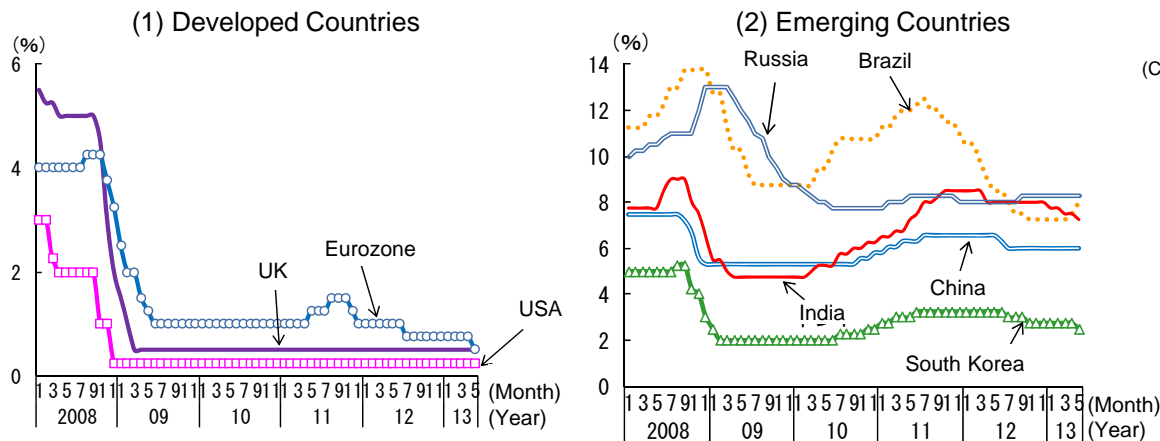 (1) Developed Countries
(%)
6
4
2
0
Eurozone
UK
USA
1 3 5 7 9 11 1 3 5 7 9 11 1 3 5 7 9 11 1 3 5 7 9 11 1 3 5 7 9 11 1 3 5 (Month)
2008 09 10 11 12 13 (Year)
(2) Emerging Countries
(%)
14
12
10
8
6
4
2
0
Russia
Brazil
(C
China
India
South Korea
1 3 5 7 9 11 1 3 5 7 9 11 1 3 5 7 9 11 1 3 5 7 9 11 1 3 5 7 9 11 1 3 5 (Month)
2008 09 10 11 12 13 (Year)